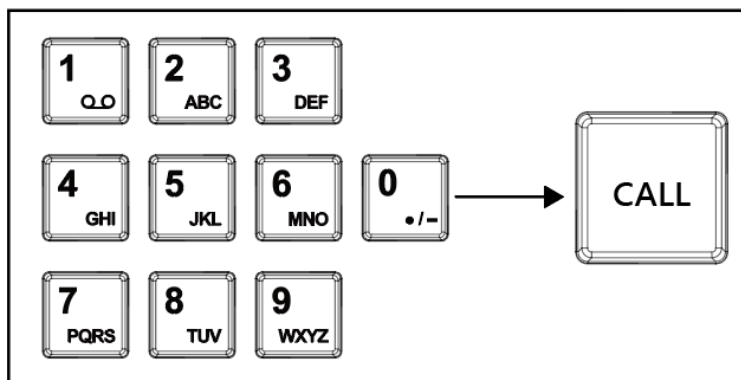 1 2 3
ABC DEF
4 5 6 0
GHI JKL MNO •/–
CALL
7 8 9
PQRS TUV WXYZ